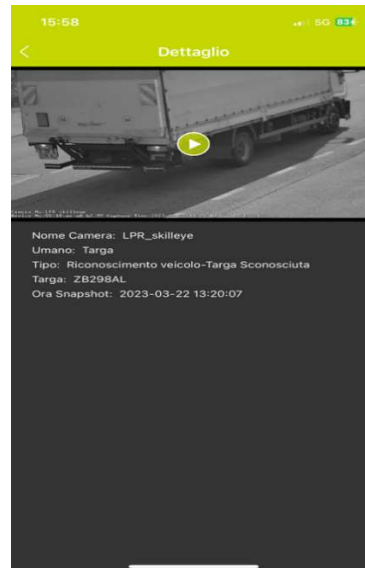 15:58
5G 83
Dettaglio
Nome Camera: LPR_skilleye
Umano: Targa
Tipo: Riconoscimento veicolo-Targa Sconosciuta
Targa: ZB298AL
Ora Snapshot: 2023-03-22 13:20:07